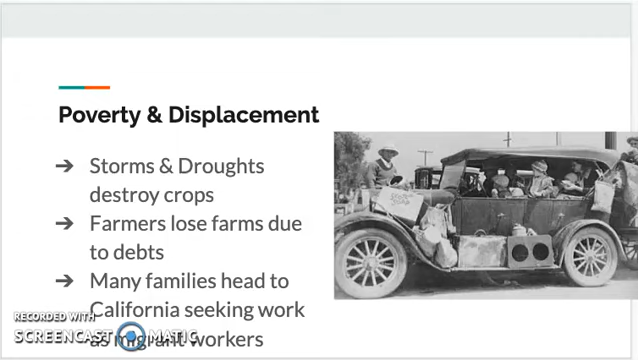 Poverty & Displacement
➔ Storms & Droughts
destroy crops
➔ Farmers lose farms due
to debts
➔ Many families head to
California seeking work
as migrant workers
RECORDED WITH
SCREENCAST MATIC